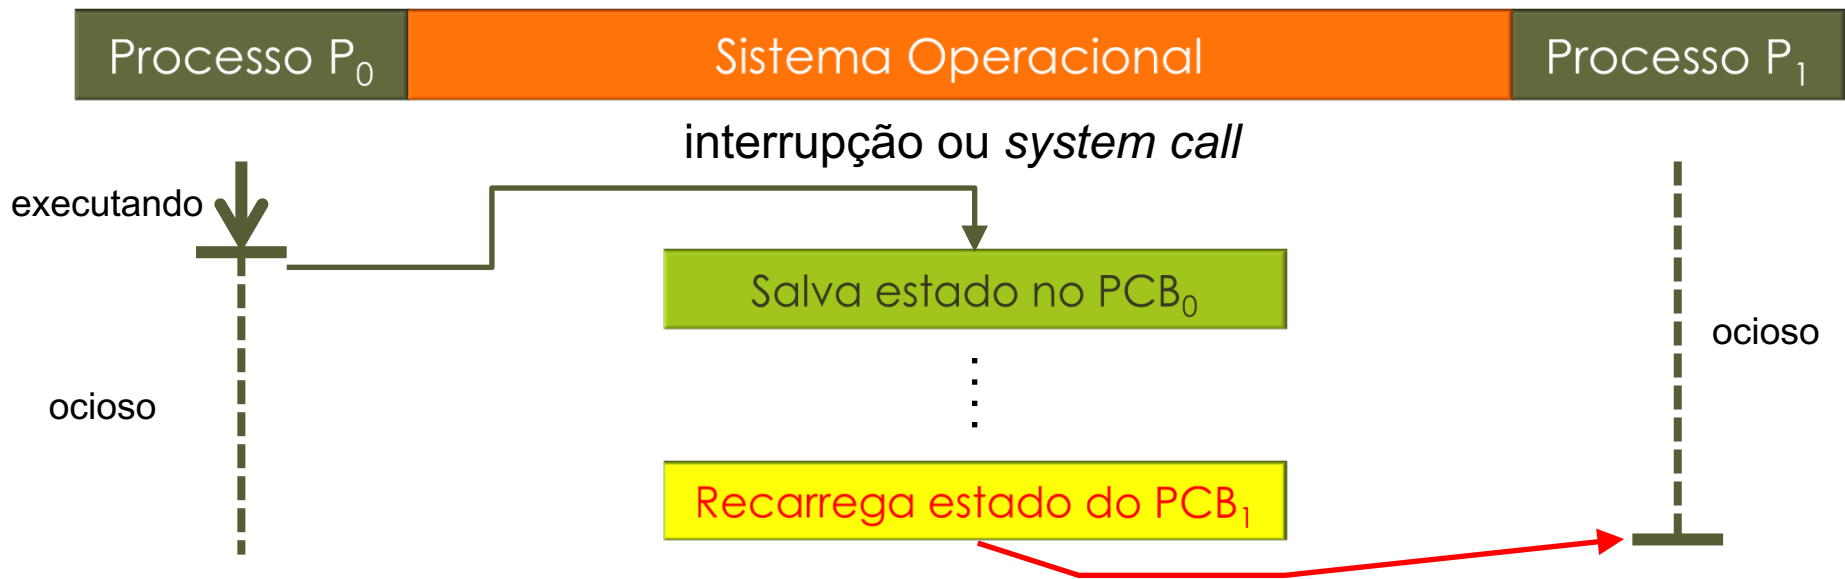 Processo P0
Sistema Operacional
Processo P1
interrupção ou system call
executando
Salva estado no PCB0
ocioso
ocioso
Recarrega estado do PCB1